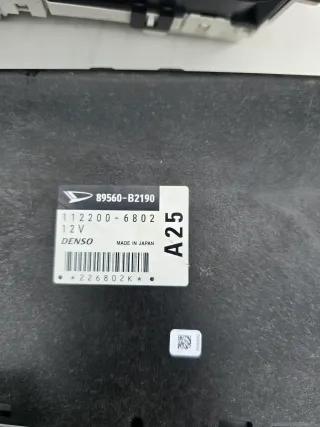 89560-B2190
112200-6802
12V
DENSO MADE IN JAPAN
*226802K*
A25